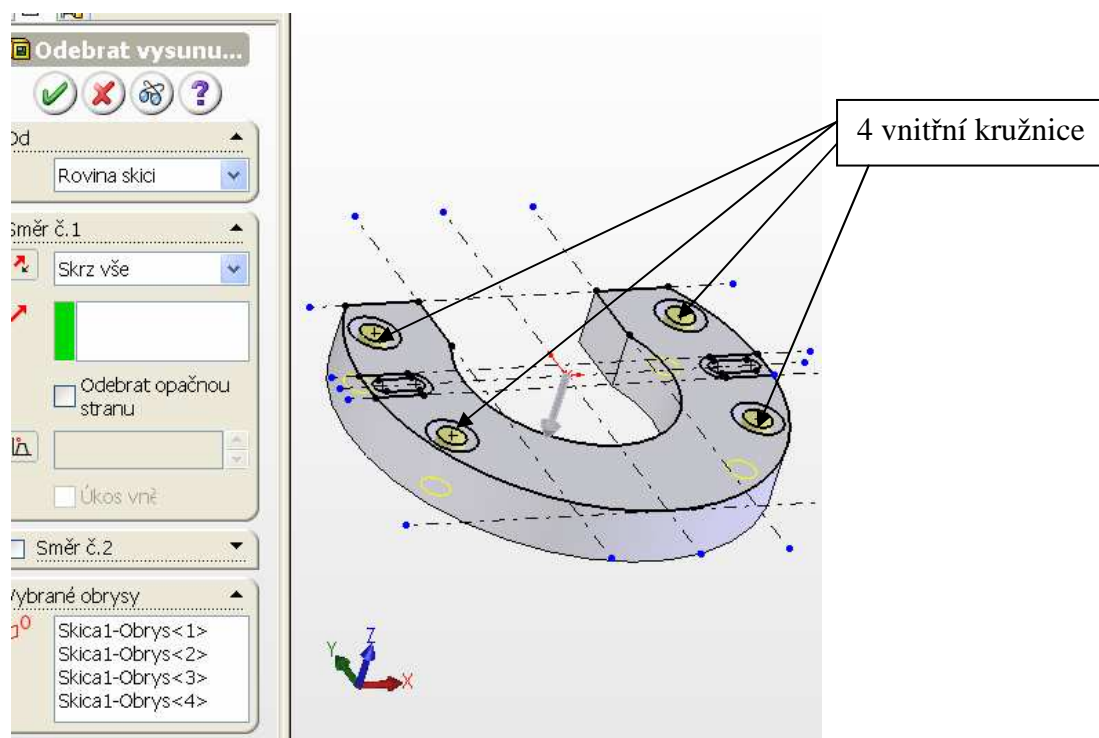 Odebrat vysunu...
Od
Rovina skici
Směr č.1
Skrz vše
Odebrat opačnou
stranu
Úkos vně
Směr č.2
Vybrané obrysy
Skica1-Obrys<1>
Skica1-Obrys<2>
Skica1-Obrys<3>
Skica1-Obrys<4>
4 vnitřní kružnice
Z
Y
X